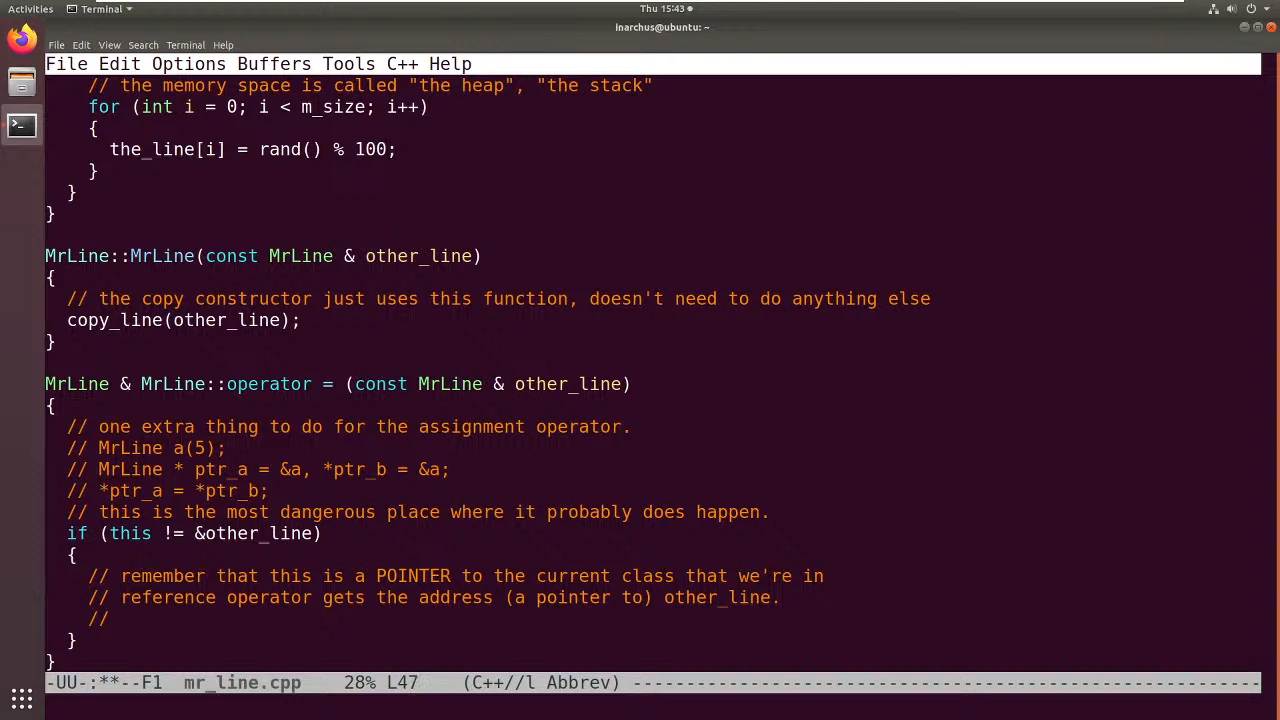 Activities Terminal Thu 15:43
inarchus@ubuntu: ~
File Edit View Search Terminal Help
File Edit Options Buffers Tools C++ Help
// the memory space is called "the heap", "the stack"
for (int i = 0; i < m_size; i++)
{
the_line[i] = rand() % 100;
}
}
}
MrLine::MrLine(const MrLine & other_line)
{
// the copy constructor just uses this function, doesn't need to do anything else
copy_line(other_line);
}
MrLine & MrLine::operator = (const MrLine & other_line)
{
// one extra thing to do for the assignment operator.
// MrLine a(5);
// MrLine * ptr_a = &a, *ptr_b = &a;
// *ptr_a = *ptr_b;
// this is the most dangerous place where it probably does happen.
if (this != &other_line)
{
// remember that this is a POINTER to the current class that we're in
// reference operator gets the address (a pointer to) other_line.
//
}
}
-UU-:**--F1 mr_line.cpp 28% L47 (C++//l Abbrev) ------------------------------------------------------------